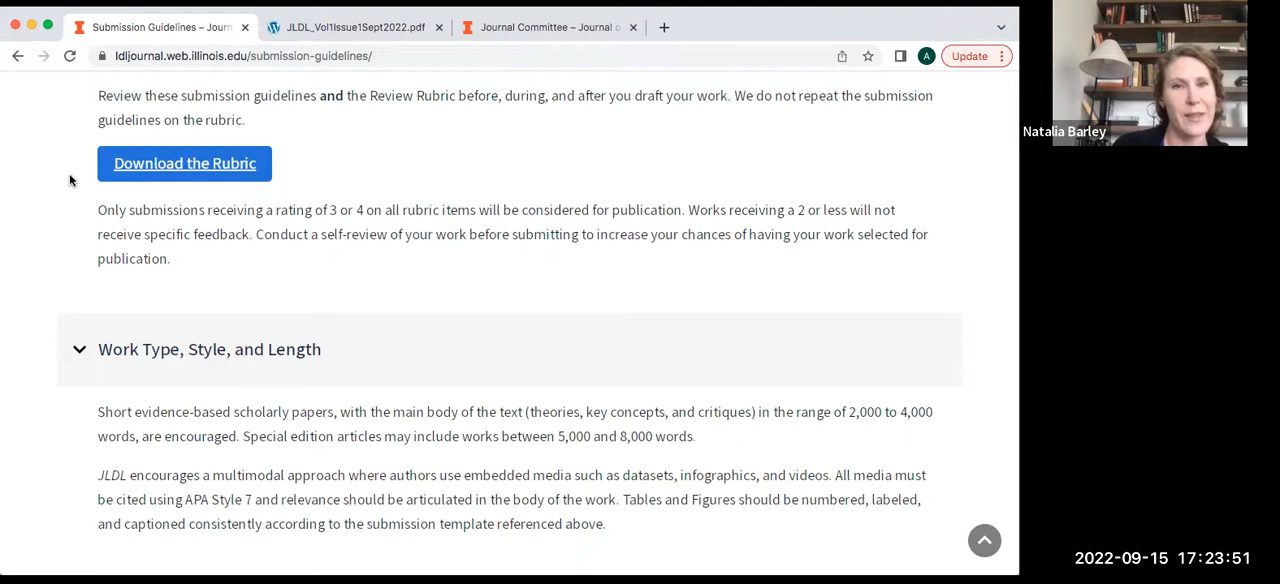 Submission Guidelines – Journ
JLDL_Vol1Issue1Sept2022.pdf
Journal Committee – Journal o
ldljournal.web.illinois.edu/submission-guidelines/
A
Update
Review these submission guidelines and the Review Rubric before, during, and after you draft your work. We do not repeat the submission
guidelines on the rubric.
Download the Rubric
Only submissions receiving a rating of 3 or 4 on all rubric items will be considered for publication. Works receiving a 2 or less will not
receive specific feedback. Conduct a self-review of your work before submitting to increase your chances of having your work selected for
publication.
Work Type, Style, and Length
Short evidence-based scholarly papers, with the main body of the text (theories, key concepts, and critiques) in the range of 2,000 to 4,000
words, are encouraged. Special edition articles may include works between 5,000 and 8,000 words.
JLDL encourages a multimodal approach where authors use embedded media such as datasets, infographics, and videos. All media must
be cited using APA Style 7 and relevance should be articulated in the body of the work. Tables and Figures should be numbered, labeled,
and captioned consistently according to the submission template referenced above.
Natalia Barley
2022-09-15 17:23:51